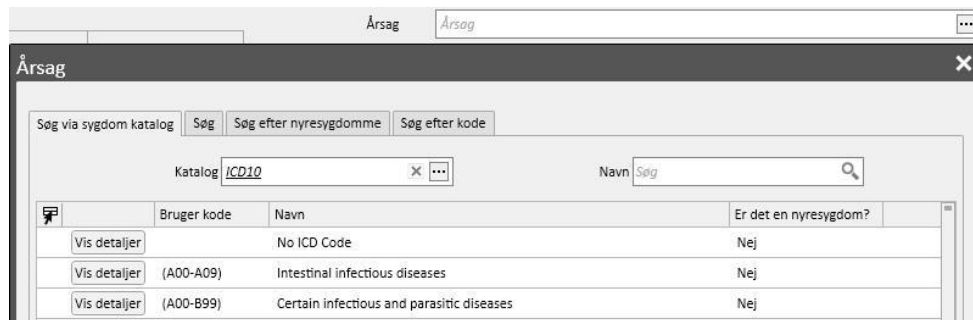 Årsag Årsag
Årsag
Søg via sygdom katalog Søg Søg efter nyresygdomme Søg efter kode
Katalog ICD10 Navn Søg
Bruger kode Navn Er det en nyresygdom?
Vis detaljer No ICD Code Nej
Vis detaljer (A00-A09) Intestinal infectious diseases Nej
Vis detaljer (A00-B99) Certain infectious and parasitic diseases Nej